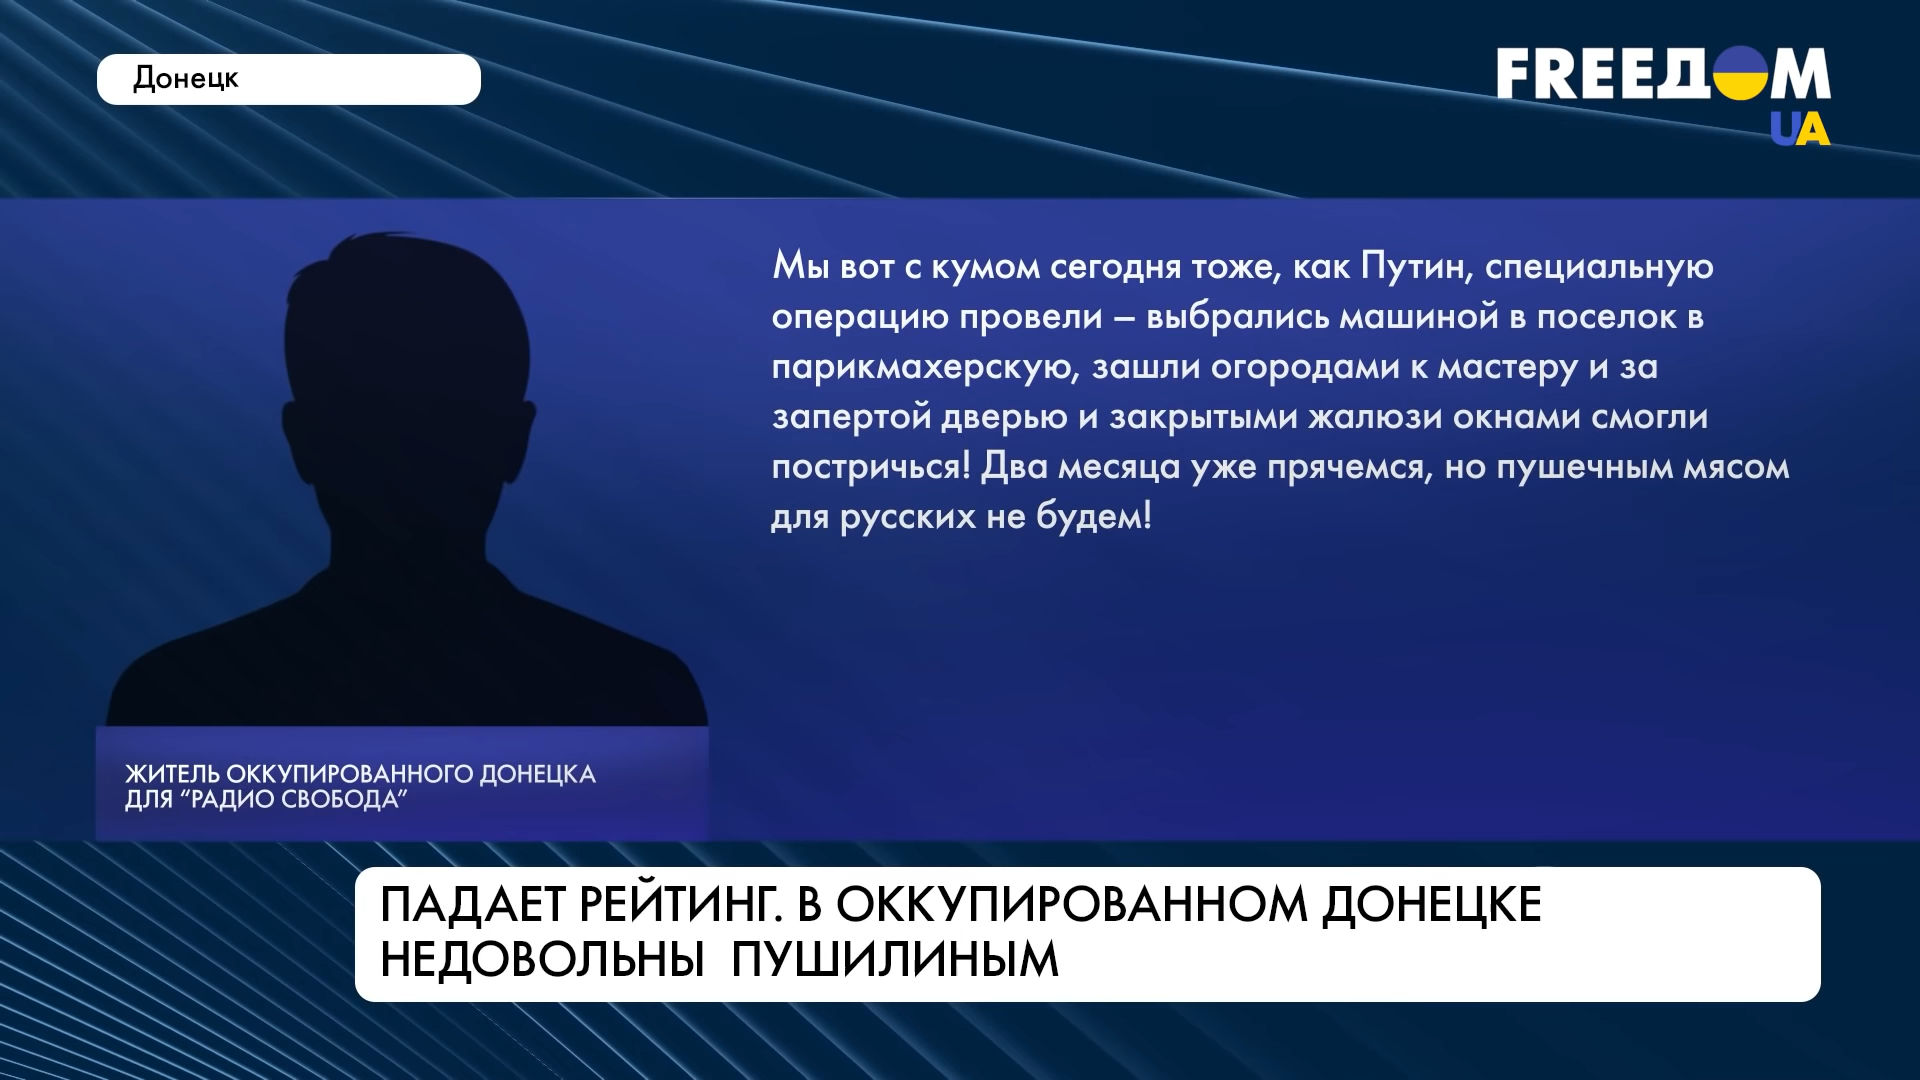 Донецк
FREEДOM
UA
Мы вот с кумом сегодня тоже, как Путин, специальную
операцию провели – выбрались машиной в поселок в
парикмахерскую, зашли огородами к мастеру и за
запертой дверью и закрытыми жалюзи окнами смогли
постричься! Два месяца уже прячемся, но пушечным мясом
для русских не будем!
ЖИТЕЛЬ ОККУПИРОВАННОГО ДОНЕЦКА
ДЛЯ “РАДИО СВОБОДА”
ПАДАЕТ РЕЙТИНГ. В ОККУПИРОВАННОМ ДОНЕЦКЕ
НЕДОВОЛЬНЫ ПУШИЛИНЫМ